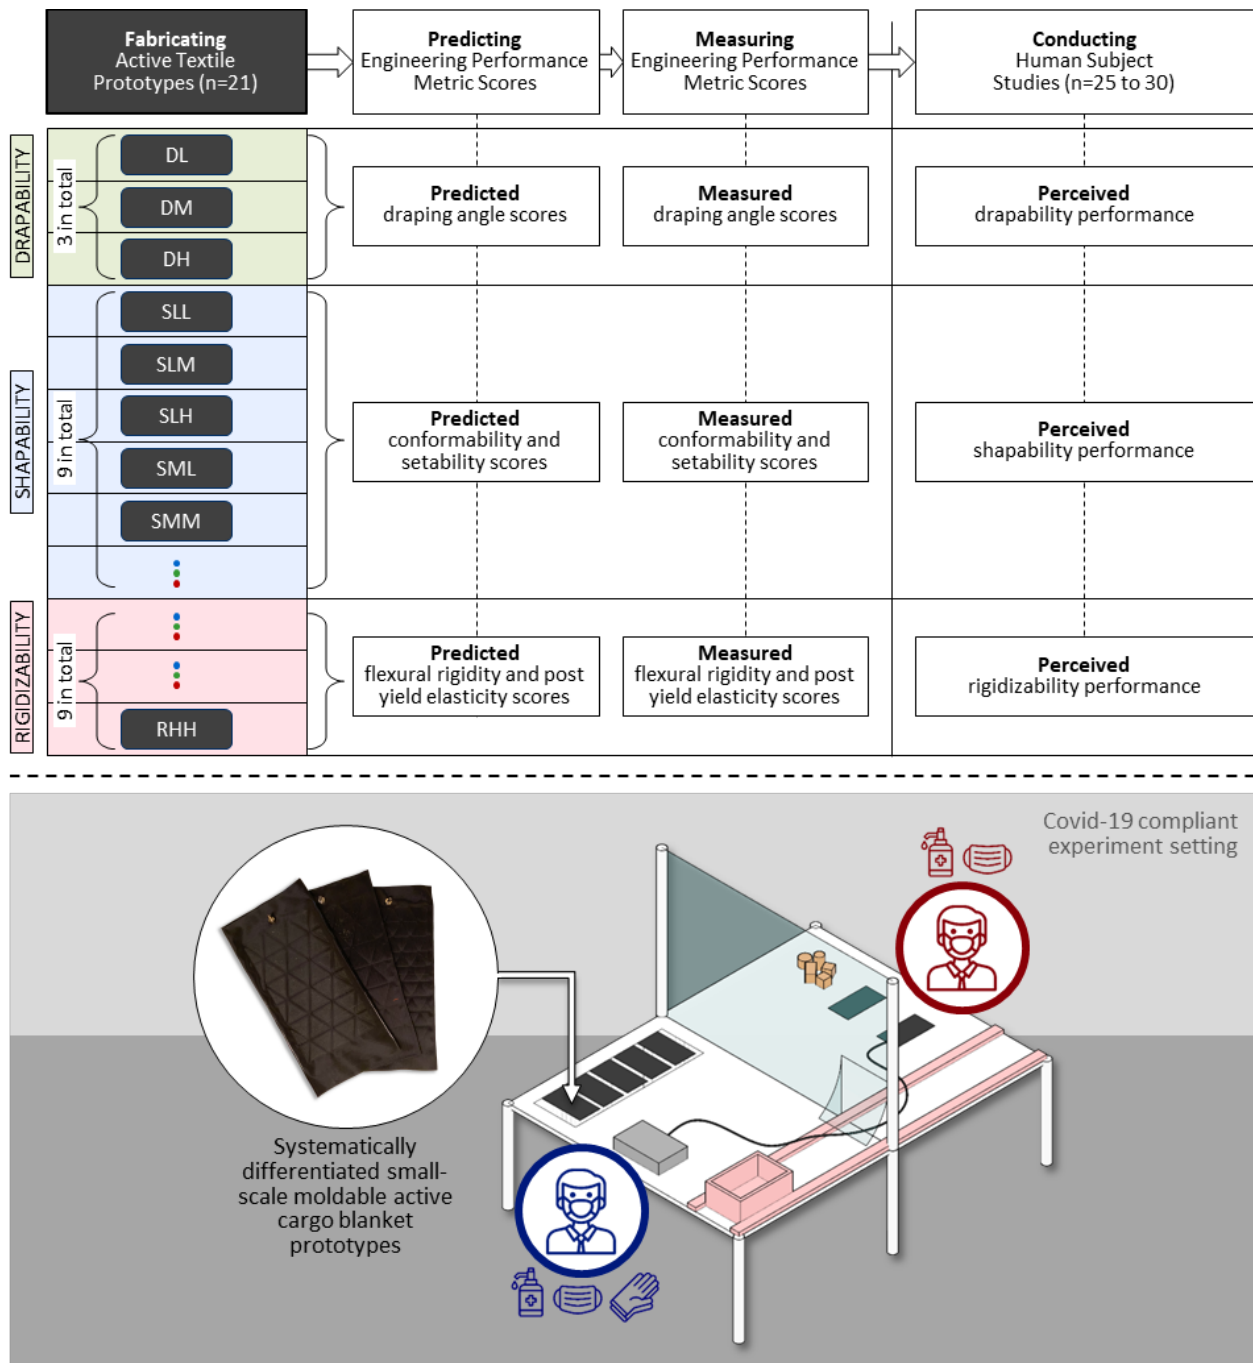 Fabricating
Active Textile
Prototypes (n=21)
Predicting
Engineering Performance
Metric Scores
Measuring
Engineering Performance
Metric Scores
Conducting
Human Subject
Studies (n=25 to 30)
DRAPABILITY
3 in total
DL
DM
DH
Predicted
draping angle scores
Measured
draping angle scores
Perceived
drapability performance
SHAPABILITY
9 in total
SLL
SLM
SLH
SML
SMM
Predicted
conformability and
setability scores
Measured
conformability and
setability scores
Perceived
shapability performance
RIGIDIZABILITY
9 in total
RHH
Predicted
flexural rigidity and post
yield elasticity scores
Measured
flexural rigidity and post
yield elasticity scores
Perceived
rigidizability performance
Covid-19 compliant
experiment setting
Systematically
differentiated small-
scale moldable active
cargo blanket
prototypes